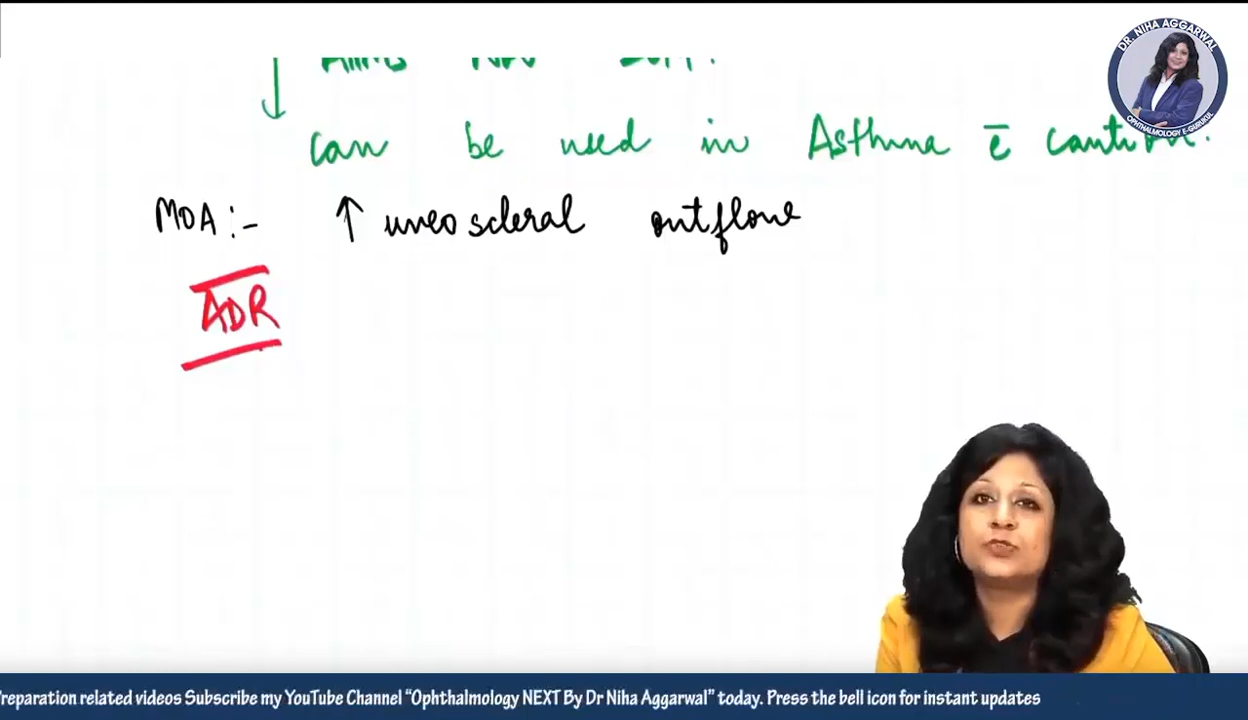 can be used in Asthma c̄ caution.
MOA:- ↑ uveoscleral outflow
ADR
DR. NIHA AGGARWAL
OPHTHALMOLOGY E-GURUKUL
Preparation related videos Subscribe my YouTube Channel “Ophthalmology NEXT By Dr Niha Aggarwal” today. Press the bell icon for instant updates